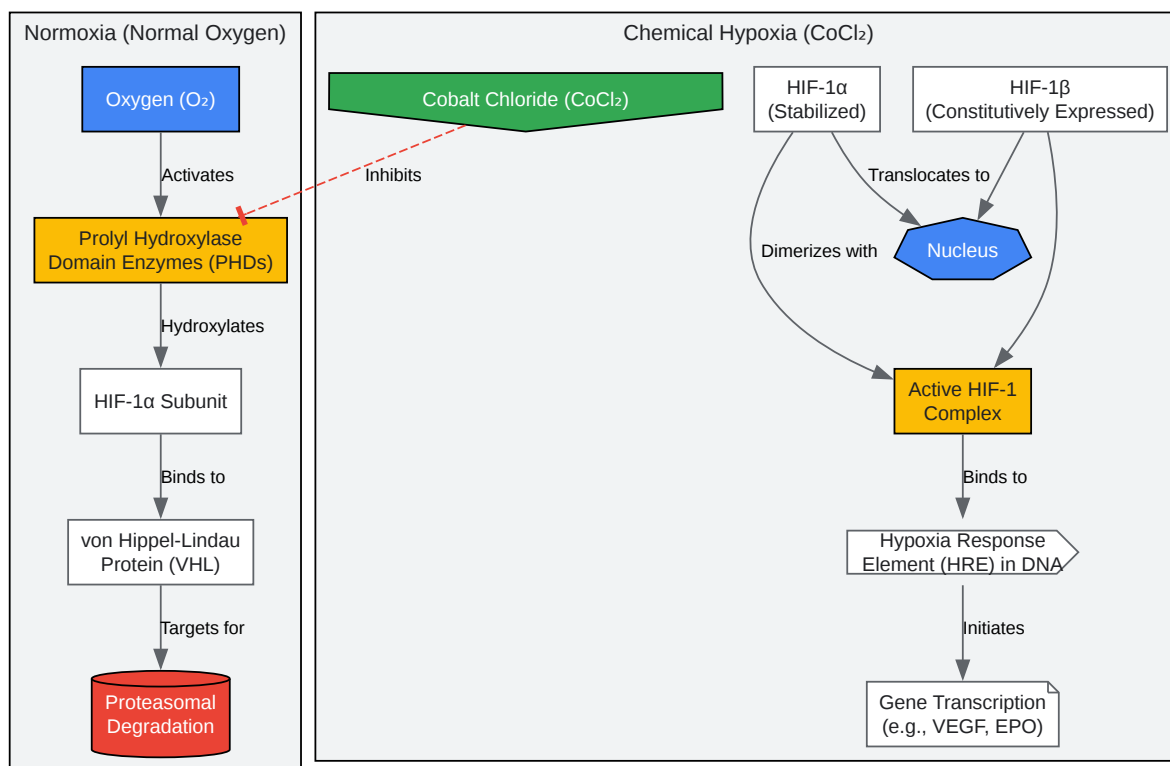 Normoxia (Normal Oxygen)
Oxygen (O₂)
Activates
Prolyl Hydroxylase
Domain Enzymes (PHDs)
Hydroxylates
HIF-1α Subunit
Binds to
von Hippel-Lindau
Protein (VHL)
Targets for
Proteasomal
Degradation
Chemical Hypoxia (CoCl₂)
Cobalt Chloride (CoCl₂)
Inhibits
HIF-1α
(Stabilized)
HIF-1β
(Constitutively Expressed)
Translocates to
Dimerizes with
Nucleus
Active HIF-1
Complex
Binds to
Hypoxia Response
Element (HRE) in DNA
Initiates
Gene Transcription
(e.g., VEGF, EPO)